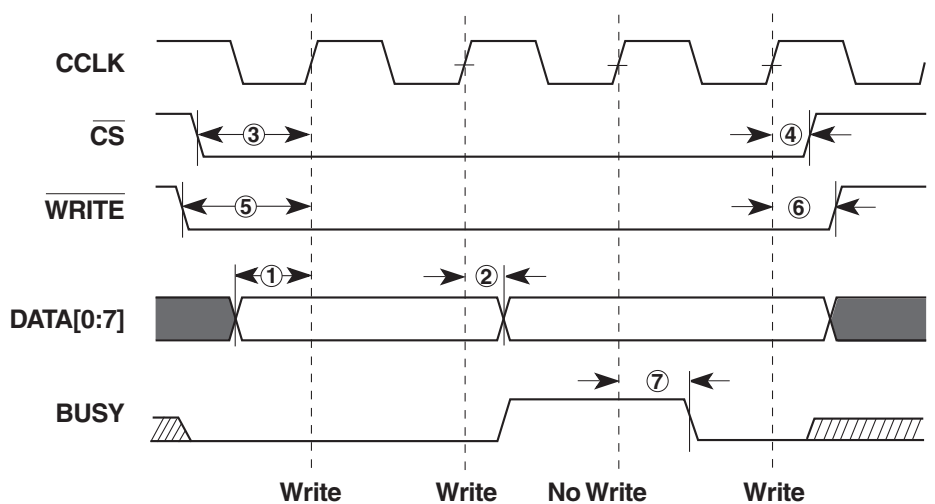 CCLK
CS
③ ④
WRITE
⑤ ⑥
① ②
DATA[0:7]
⑦
BUSY
Write Write No Write Write